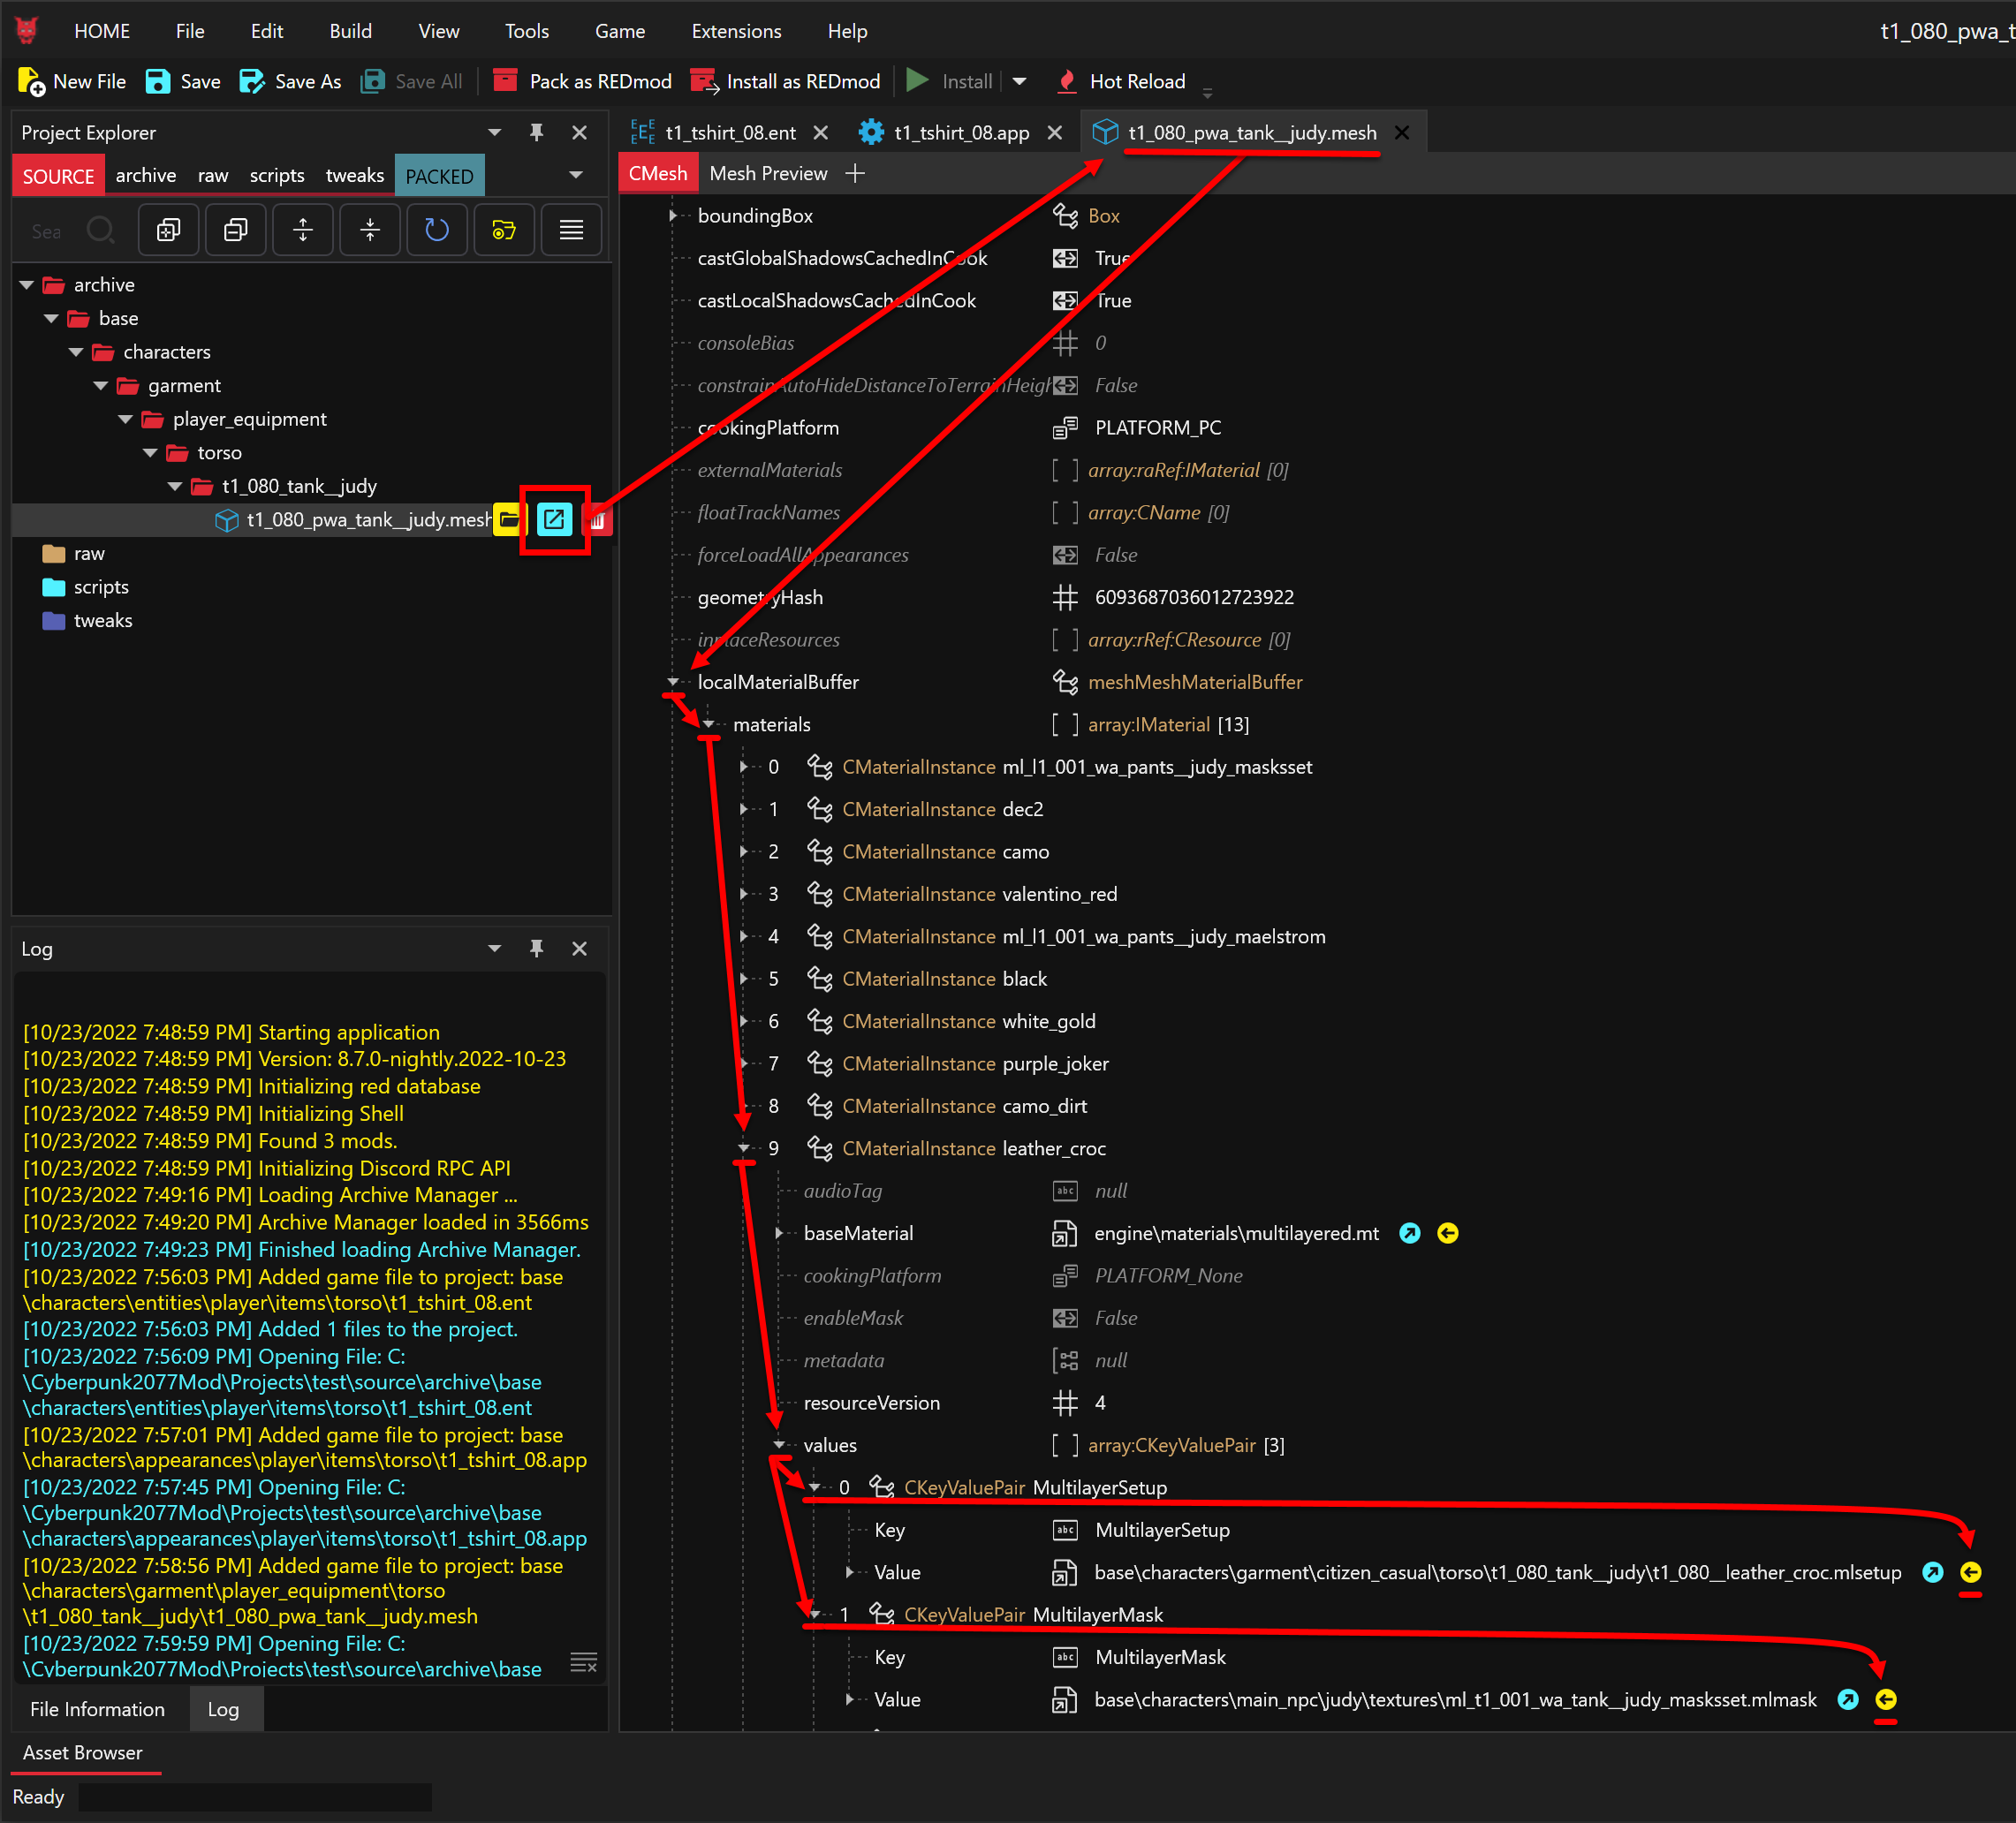 HOME File Edit Build View Tools Game Extensions Help t1_080_pwa_t
New File Save Save As Save All Pack as REDmod Install as REDmod Install Hot Reload
Project Explorer
SOURCE archive raw scripts tweaks PACKED
Sea
archive
base
characters
garment
player_equipment
torso
t1_080_tank__judy
t1_080_pwa_tank__judy.mesh
raw
scripts
tweaks
Log
[10/23/2022 7:48:59 PM] Starting application
[10/23/2022 7:48:59 PM] Version: 8.7.0-nightly.2022-10-23
[10/23/2022 7:48:59 PM] Initializing red database
[10/23/2022 7:48:59 PM] Initializing Shell
[10/23/2022 7:48:59 PM] Found 3 mods.
[10/23/2022 7:48:59 PM] Initializing Discord RPC API
[10/23/2022 7:49:16 PM] Loading Archive Manager ...
[10/23/2022 7:49:20 PM] Archive Manager loaded in 3566ms
[10/23/2022 7:49:23 PM] Finished loading Archive Manager.
[10/23/2022 7:56:03 PM] Added game file to project: base
\characters\entities\player\items\torso\t1_tshirt_08.ent
[10/23/2022 7:56:03 PM] Added 1 files to the project.
[10/23/2022 7:56:09 PM] Opening File: C:
\Cyberpunk2077Mod\Projects\test\source\archive\base
\characters\entities\player\items\torso\t1_tshirt_08.ent
[10/23/2022 7:57:01 PM] Added game file to project: base
\characters\appearances\player\items\torso\t1_tshirt_08.app
[10/23/2022 7:57:45 PM] Opening File: C:
\Cyberpunk2077Mod\Projects\test\source\archive\base
\characters\appearances\player\items\torso\t1_tshirt_08.app
[10/23/2022 7:58:56 PM] Added game file to project: base
\characters\garment\player_equipment\torso
\t1_080_tank__judy\t1_080_pwa_tank__judy.mesh
[10/23/2022 7:59:59 PM] Opening File: C:
\Cyberpunk2077Mod\Projects\test\source\archive\base
File Information Log
t1_tshirt_08.ent t1_tshirt_08.app t1_080_pwa_tank__judy.mesh
CMesh Mesh Preview
boundingBox Box
castGlobalShadowsCachedInCook True
castLocalShadowsCachedInCook True
consoleBias 0
constrainAutoHideDistanceToTerrainHeigh False
cookingPlatform PLATFORM_PC
externalMaterials [ ] array:raRef:IMaterial [0]
floatTrackNames [ ] array:CName [0]
forceLoadAllAppearances False
geometryHash 6093687036012723922
inplaceResources [ ] array:rRef:CResource [0]
localMaterialBuffer meshMeshMaterialBuffer
materials [ ] array:IMaterial [13]
0 CMaterialInstance ml_l1_001_wa_pants__judy_masksset
1 CMaterialInstance dec2
2 CMaterialInstance camo
3 CMaterialInstance valentino_red
4 CMaterialInstance ml_l1_001_wa_pants__judy_maelstrom
5 CMaterialInstance black
6 CMaterialInstance white_gold
7 CMaterialInstance purple_joker
8 CMaterialInstance camo_dirt
9 CMaterialInstance leather_croc
audioTag abc null
baseMaterial engine\materials\multilayered.mt
cookingPlatform PLATFORM_None
enableMask False
metadata null
resourceVersion 4
values [ ] array:CKeyValuePair [3]
0 CKeyValuePair MultilayerSetup
Key abc MultilayerSetup
Value base\characters\garment\citizen_casual\torso\t1_080_tank__judy\t1_080__leather_croc.mlsetup
1 CKeyValuePair MultilayerMask
Key abc MultilayerMask
Value base\characters\main_npc\judy\textures\ml_t1_001_wa_tank__judy_masksset.mlmask
Asset Browser
Ready